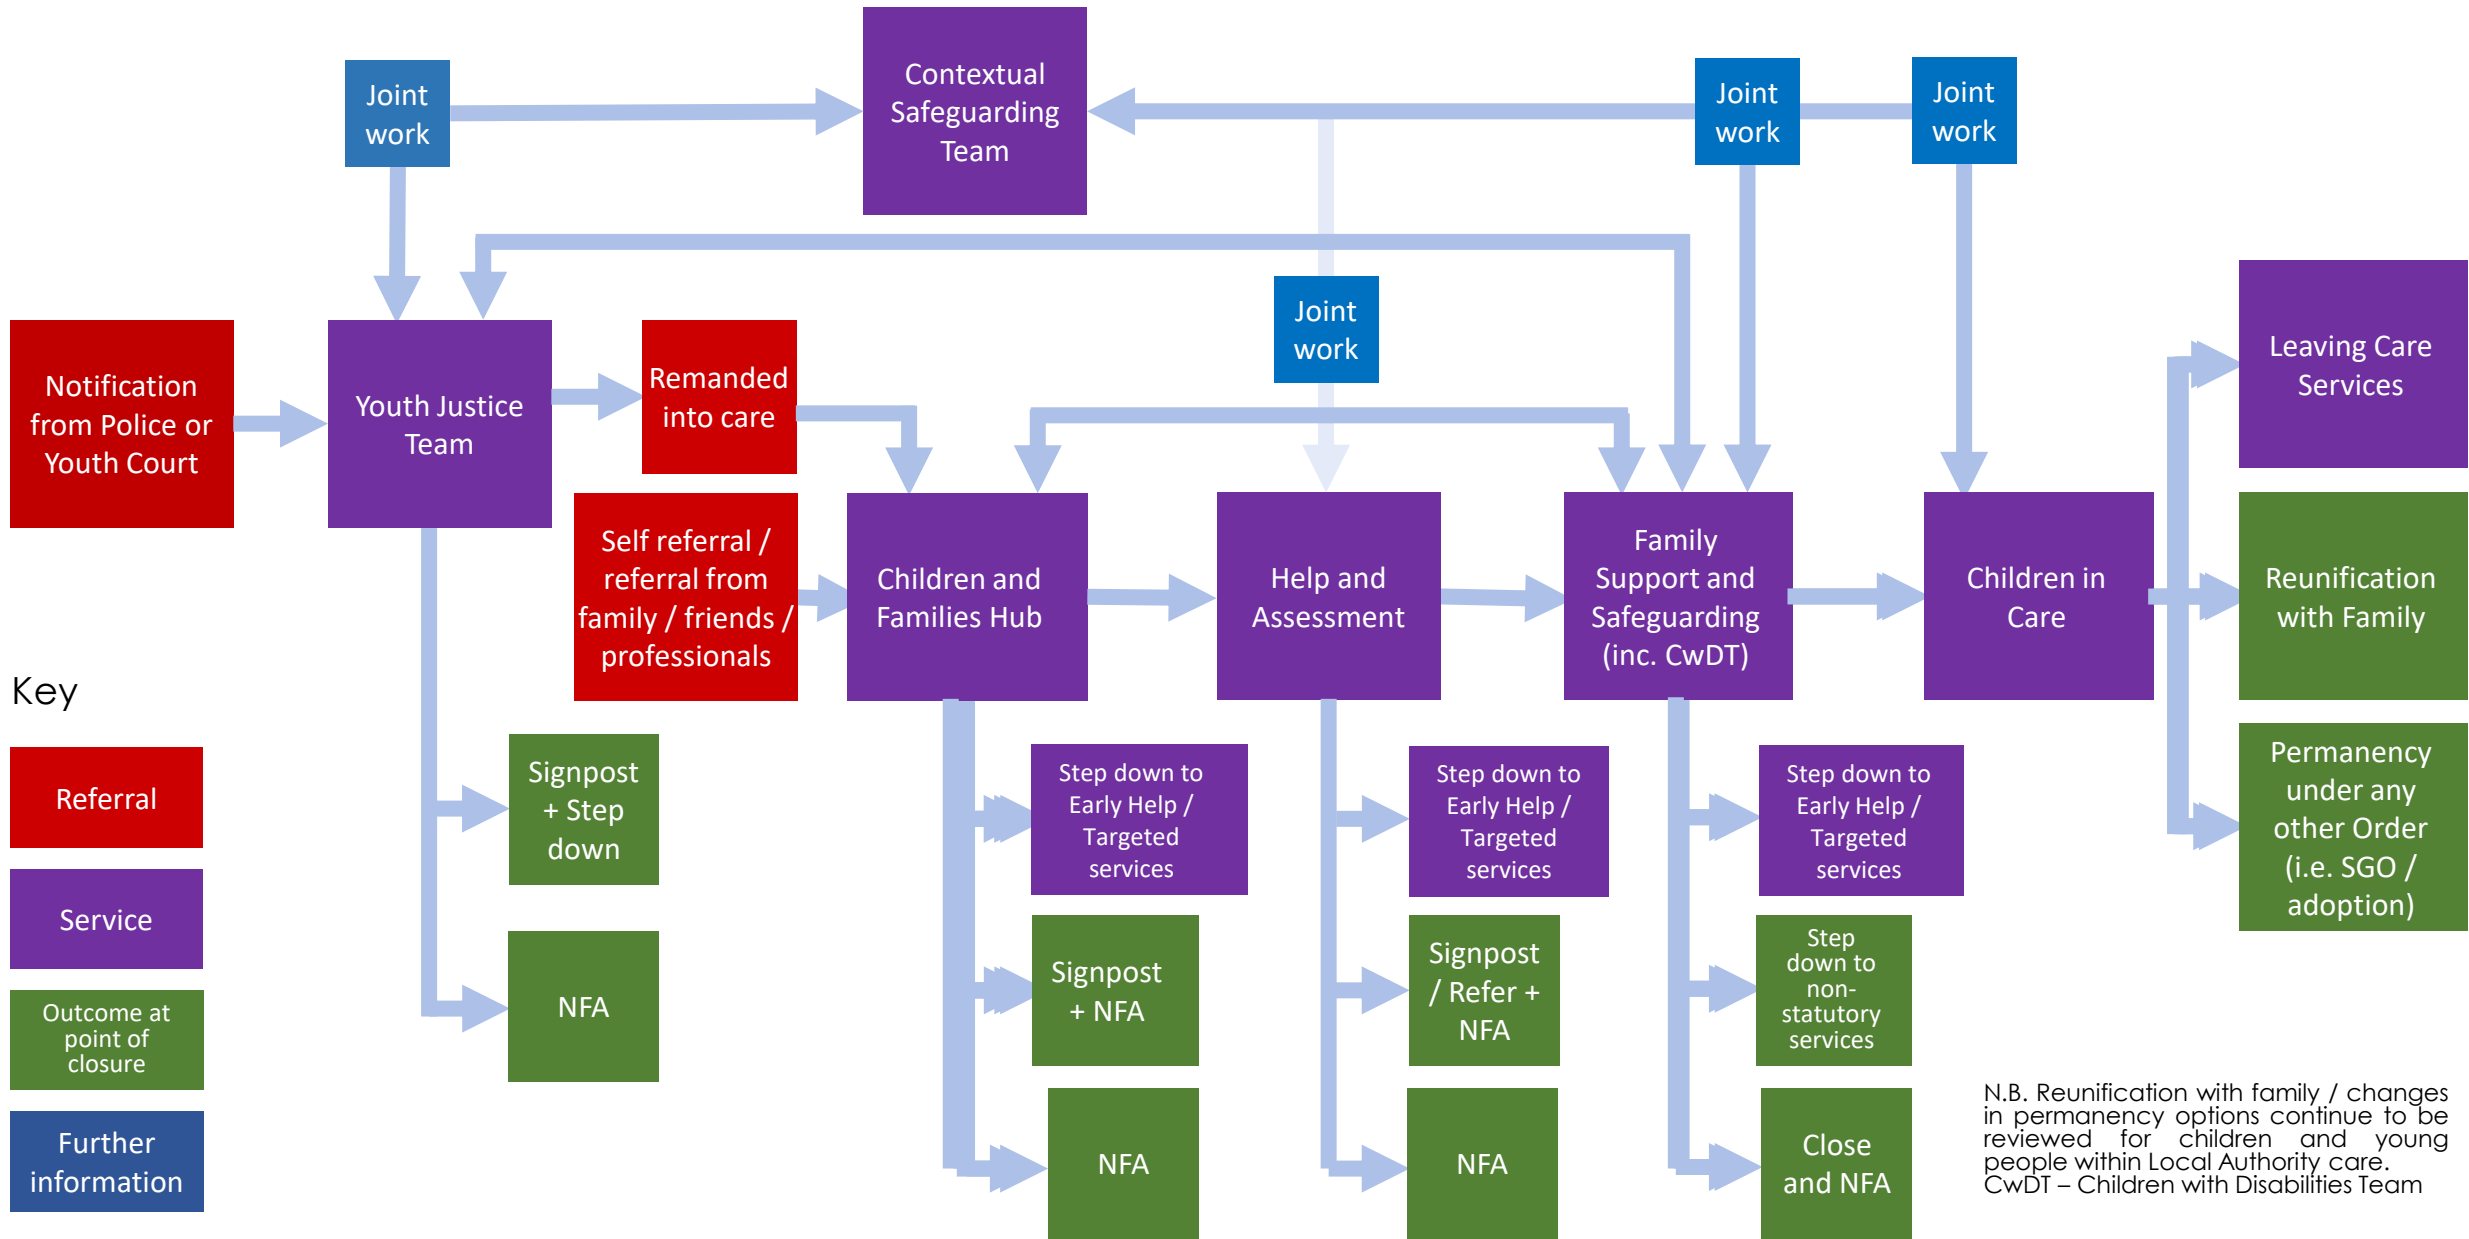 Joint
work
Contextual
Safeguarding
Team
Joint
work
Joint
work
Joint
work
Notification
from Police or
Youth Court
Youth Justice
Team
Remanded
into care
Leaving Care
Services
Self referral /
referral from
family / friends /
professionals
Children and
Families Hub
Help and
Assessment
Family
Support and
Safeguarding
(inc. CwDT)
Children in
Care
Reunification
with Family
Permanency
under any
other Order
(i.e. SGO /
adoption)
Key
Referral
Service
Outcome at
point of
closure
Further
information
Signpost
+ Step
down
NFA
Step down to
Early Help /
Targeted
services
Signpost
+ NFA
NFA
Step down to
Early Help /
Targeted
services
Signpost
/ Refer +
NFA
NFA
Step down to
Early Help /
Targeted
services
Step
down to
non-
statutory
services
Close
and NFA
N.B. Reunification with family / changes
in permanency options continue to be
reviewed for children and young
people within Local Authority care.
CwDT – Children with Disabilities Team